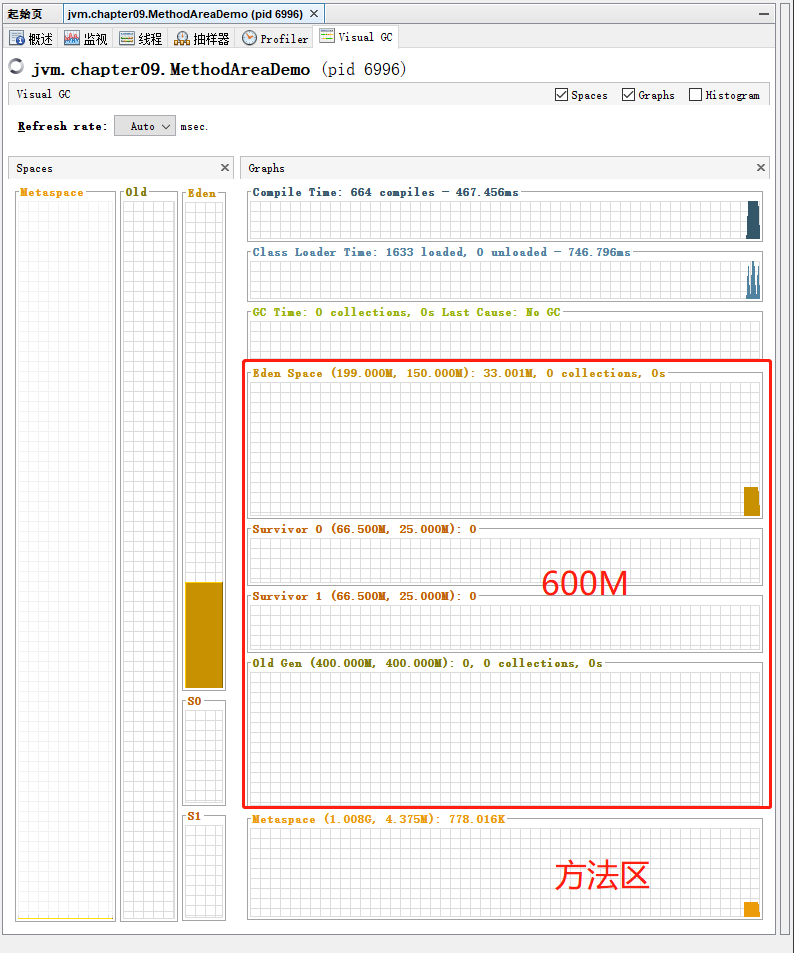 起始页 jvm.chapter09.MethodAreaDemo (pid 6996)
概述 监视 线程 抽样器 Profiler Visual GC
jvm.chapter09.MethodAreaDemo (pid 6996)
Visual GC Spaces Graphs Histogram
Refresh rate: Auto msec.
Spaces
Metaspace Old Eden
S0
S1
Graphs
Compile Time: 664 compiles - 467.456ms
Class Loader Time: 1633 loaded, 0 unloaded - 746.796ms
GC Time: 0 collections, 0s Last Cause: No GC
Eden Space (199.000M, 150.000M): 33.001M, 0 collections, 0s
Survivor 0 (66.500M, 25.000M): 0
600M
Survivor 1 (66.500M, 25.000M): 0
Old Gen (400.000M, 400.000M): 0, 0 collections, 0s
Metaspace (1.008G, 4.375M): 778.016K
方法区